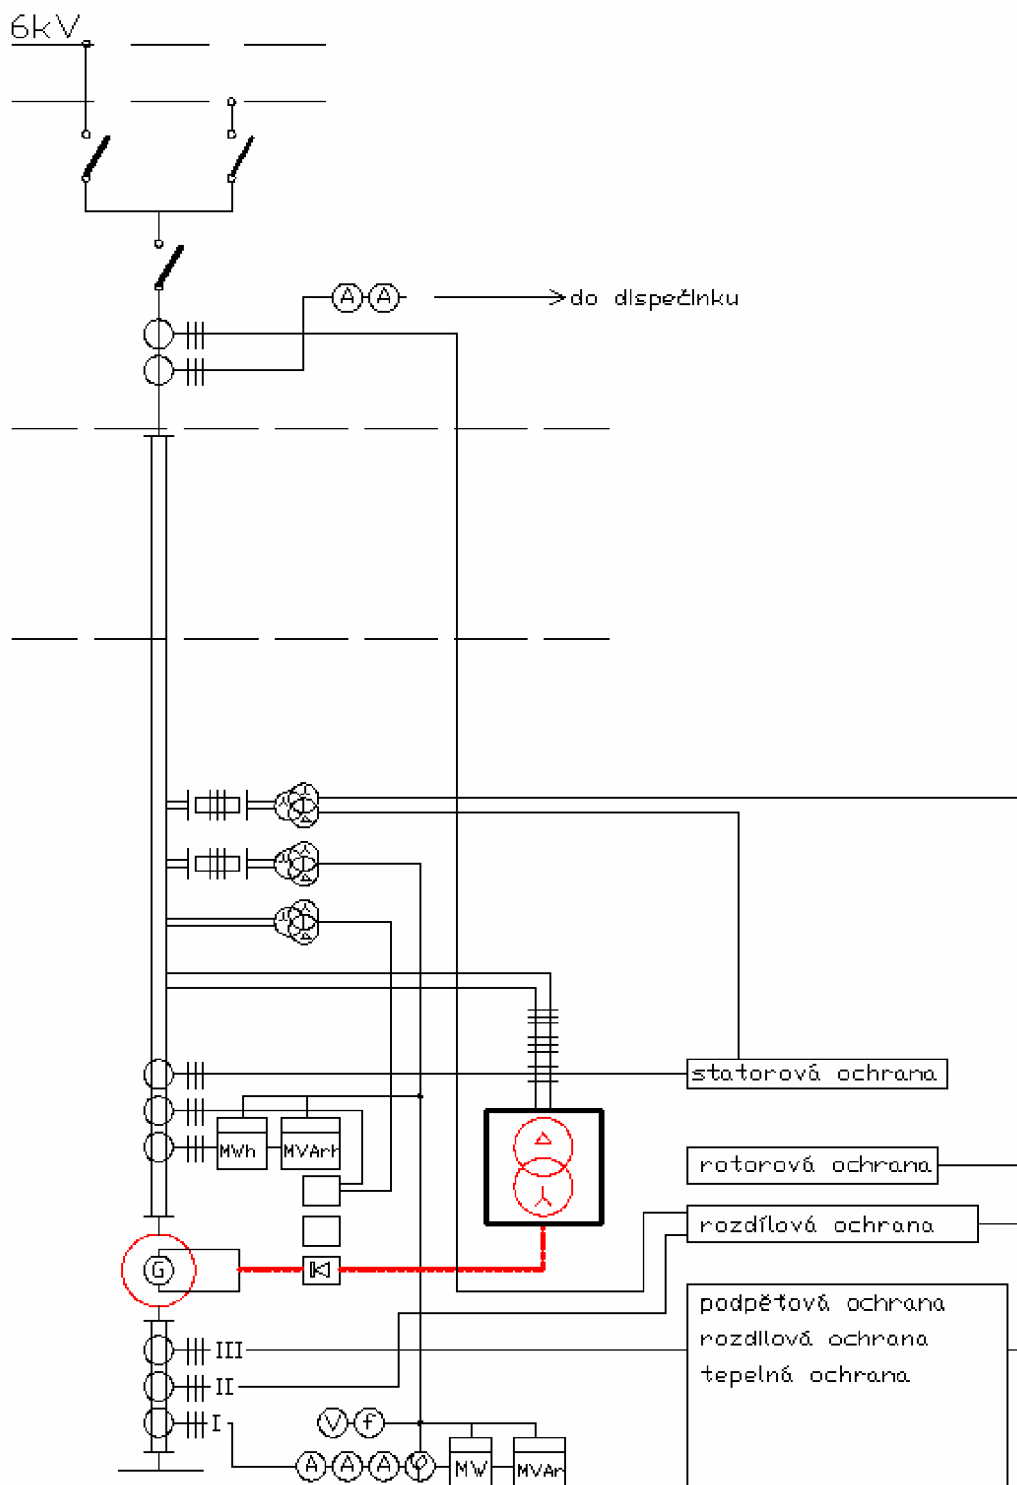 6kV
A A do dispečinku
statorová ochrana
MWh MVArh
rotorová ochrana
rozdílová ochrana
G
podpěťová ochrana
III rozdílová ochrana
tepelná ochrana
II
I V f
A A A φ MW MVAr